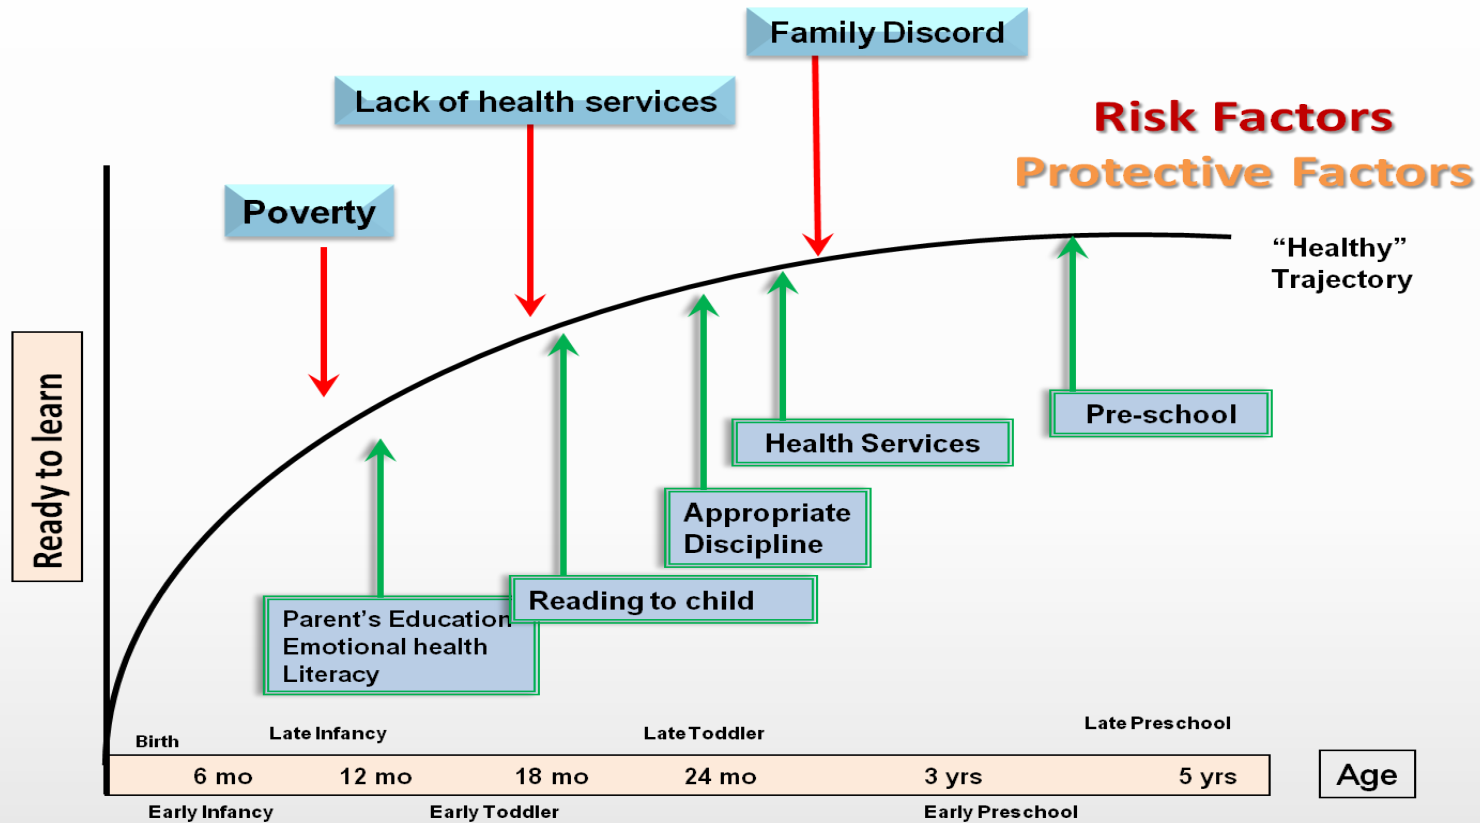 Family Discord
Lack of health services
Risk Factors
Protective Factors
Poverty
“Healthy”
Trajectory
Ready to learn
Pre-school
Health Services
Appropriate
Discipline
Reading to child
Parent’s Education
Emotional health
Literacy
Birth
Late Infancy
Late Toddler
Late Preschool
6 mo 12 mo 18 mo 24 mo 3 yrs 5 yrs
Age
Early Infancy
Early Toddler
Early Preschool